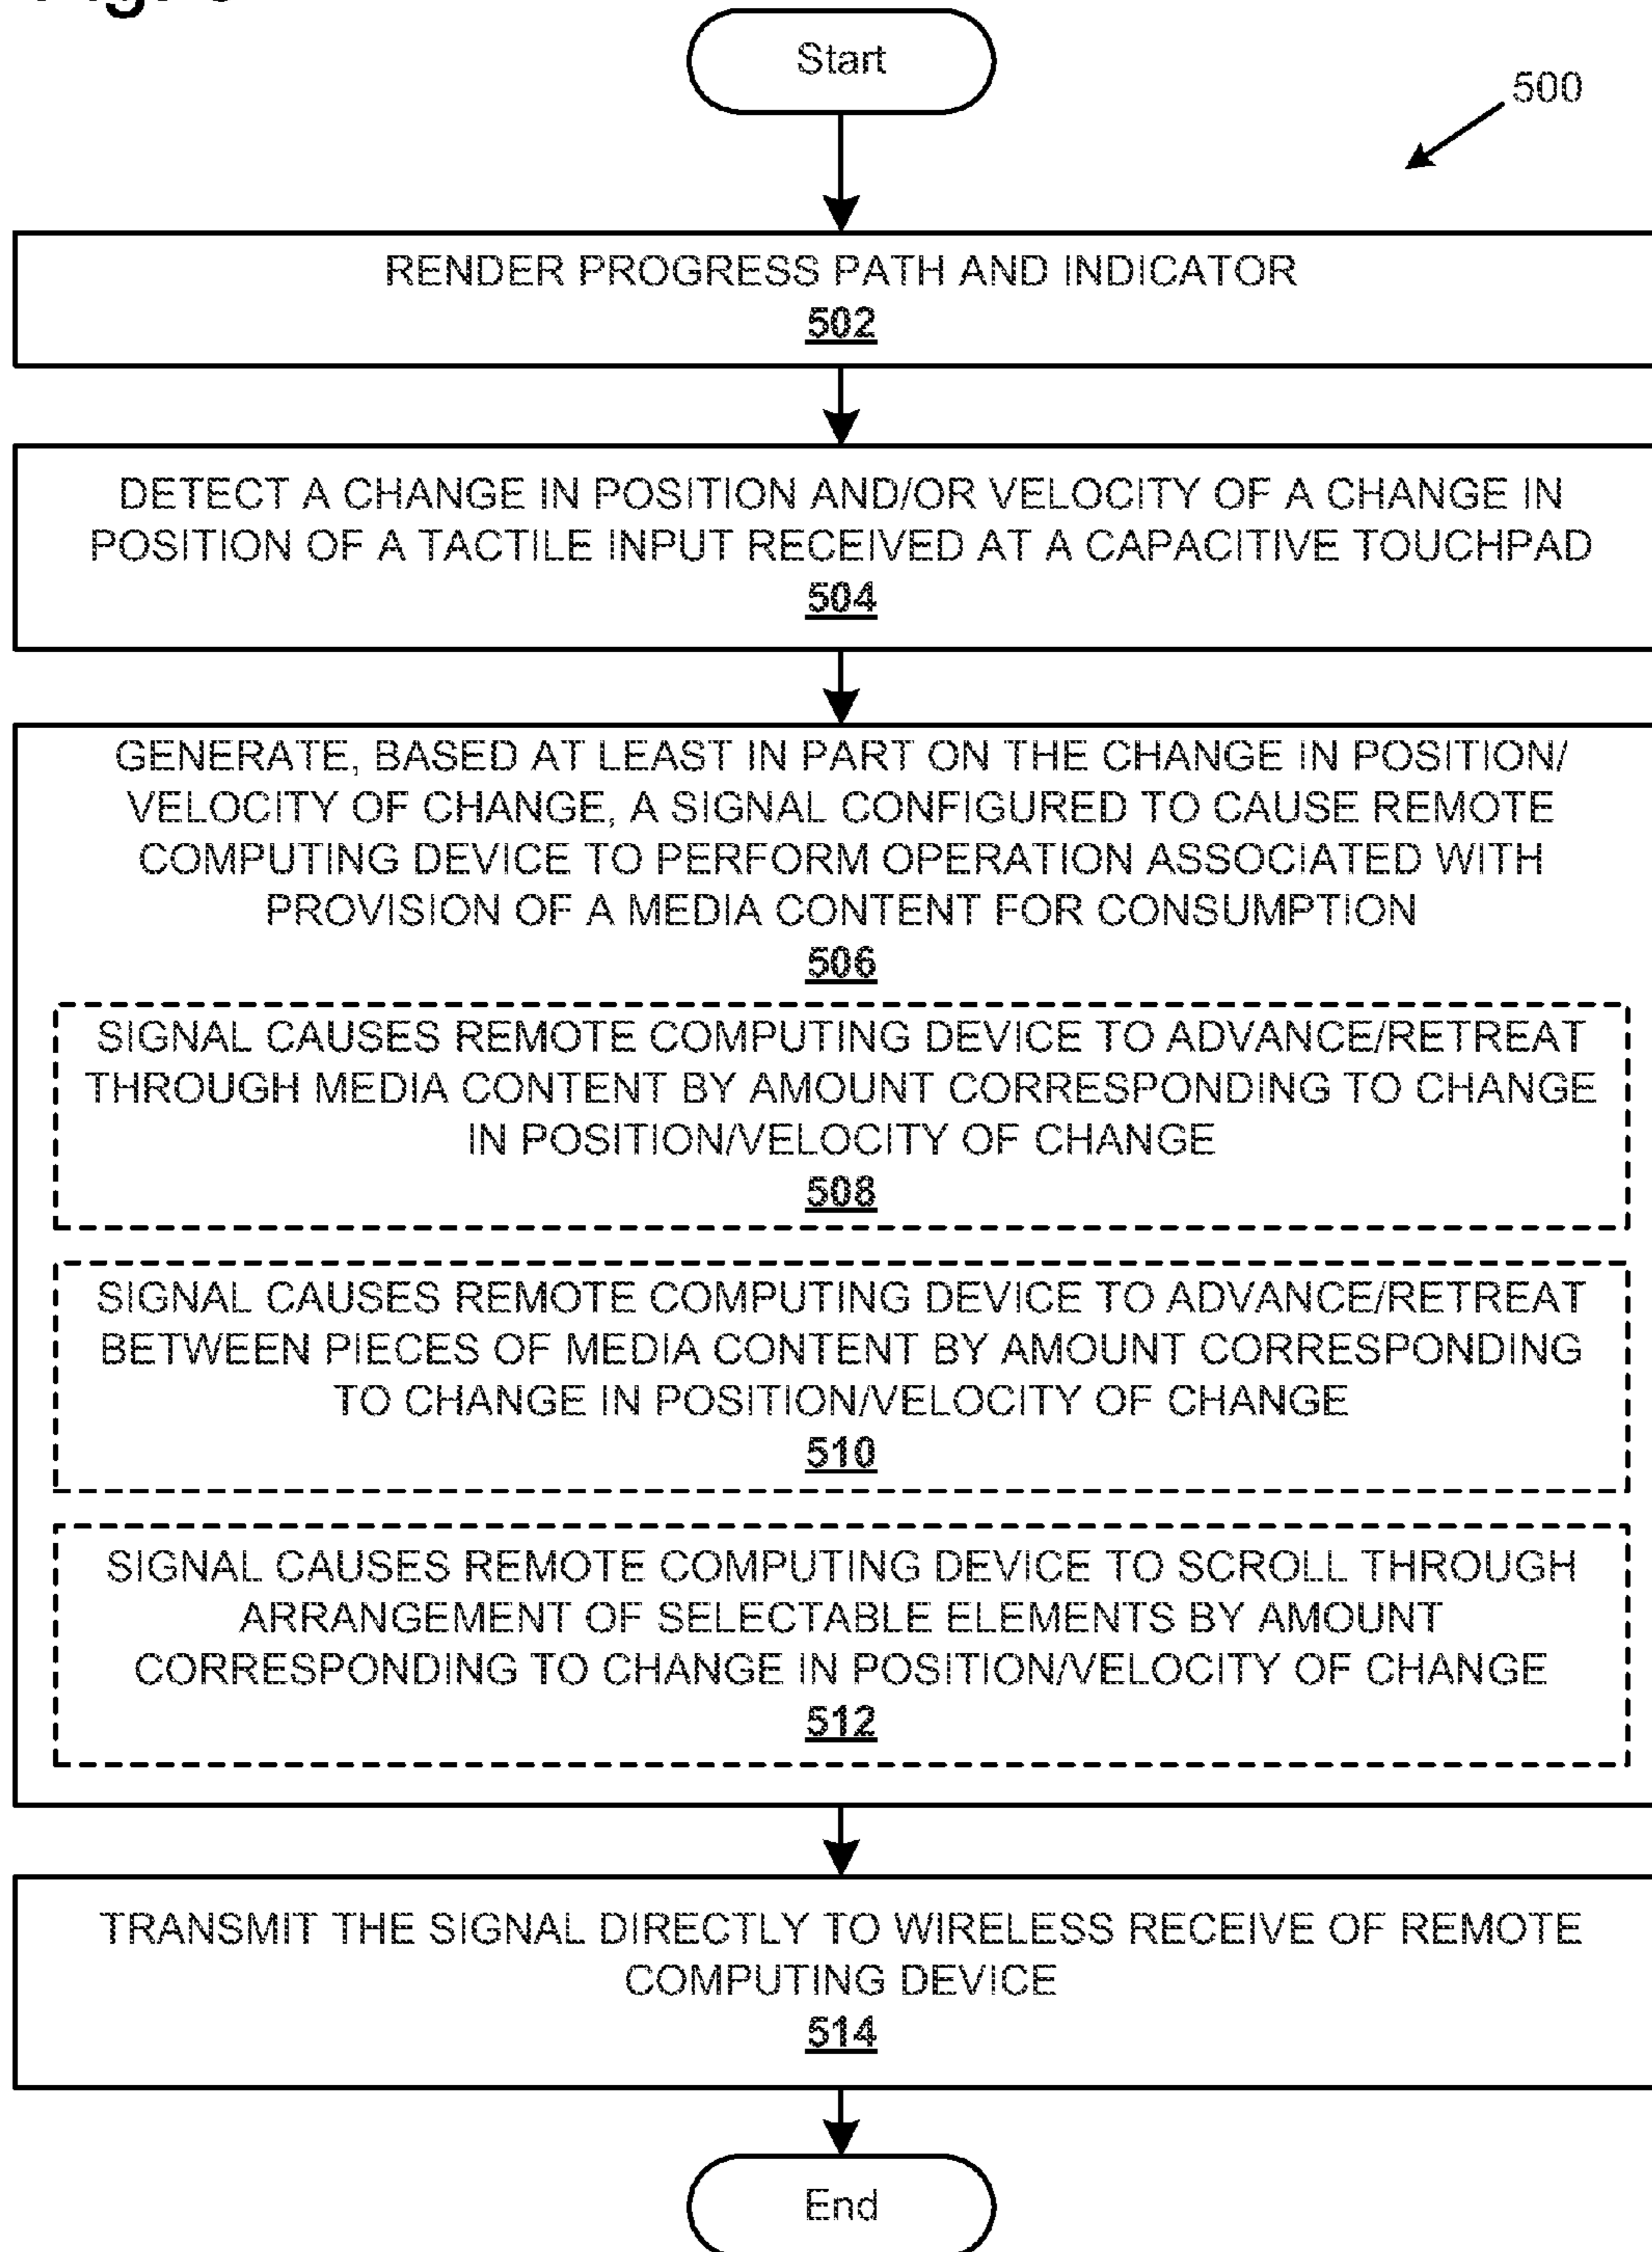 Start
500
RENDER PROGRESS PATH AND INDICATOR
502
DETECT A CHANGE IN POSITION AND/OR VELOCITY OF A CHANGE IN
POSITION OF A TACTILE INPUT RECEIVED AT A CAPACITIVE TOUCHPAD
504
GENERATE, BASED AT LEAST IN PART ON THE CHANGE IN POSITION/
VELOCITY OF CHANGE, A SIGNAL CONFIGURED TO CAUSE REMOTE
COMPUTING DEVICE TO PERFORM OPERATION ASSOCIATED WITH
PROVISION OF A MEDIA CONTENT FOR CONSUMPTION
506
SIGNAL CAUSES REMOTE COMPUTING DEVICE TO ADVANCE/RETREAT
THROUGH MEDIA CONTENT BY AMOUNT CORRESPONDING TO CHANGE
IN POSITION/VELOCITY OF CHANGE
508
SIGNAL CAUSES REMOTE COMPUTING DEVICE TO ADVANCE/RETREAT
BETWEEN PIECES OF MEDIA CONTENT BY AMOUNT CORRESPONDING
TO CHANGE IN POSITION/VELOCITY OF CHANGE
510
SIGNAL CAUSES REMOTE COMPUTING DEVICE TO SCROLL THROUGH
ARRANGEMENT OF SELECTABLE ELEMENTS BY AMOUNT
CORRESPONDING TO CHANGE IN POSITION/VELOCITY OF CHANGE
512
TRANSMIT THE SIGNAL DIRECTLY TO WIRELESS RECEIVE OF REMOTE
COMPUTING DEVICE
514
End